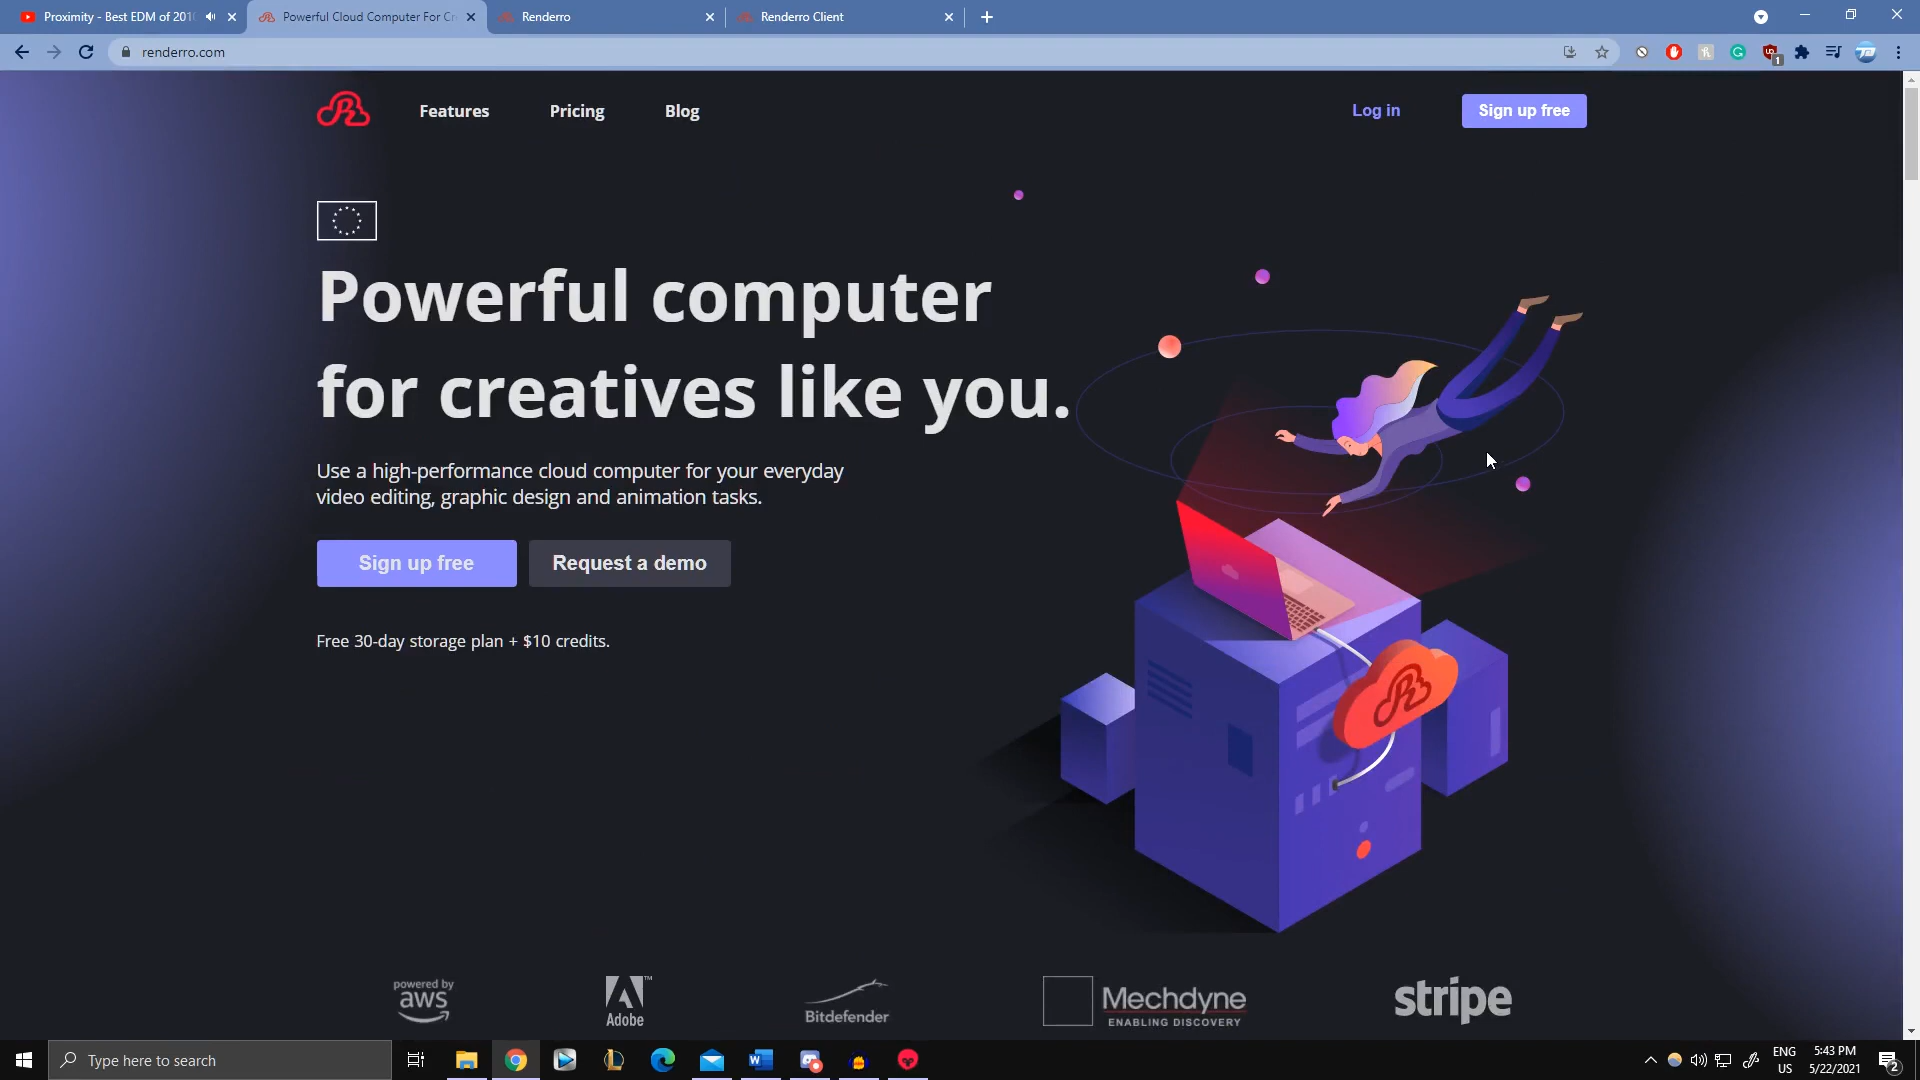 Proximity - Best EDM of 201
Powerful Cloud Computer For Cr
Renderro
Renderro Client
renderro.com
1
Features
Pricing
Blog
Log in
Sign up free
Powerful computer
for creatives like you.
Use a high-performance cloud computer for your everyday
video editing, graphic design and animation tasks.
Sign up free
Request a demo
Free 30-day storage plan + $10 credits.
powered by
aws
Adobe
Bitdefender
Mechdyne
ENABLING DISCOVERY
stripe
Type here to search
ENG
US
5:43 PM
5/22/2021
2